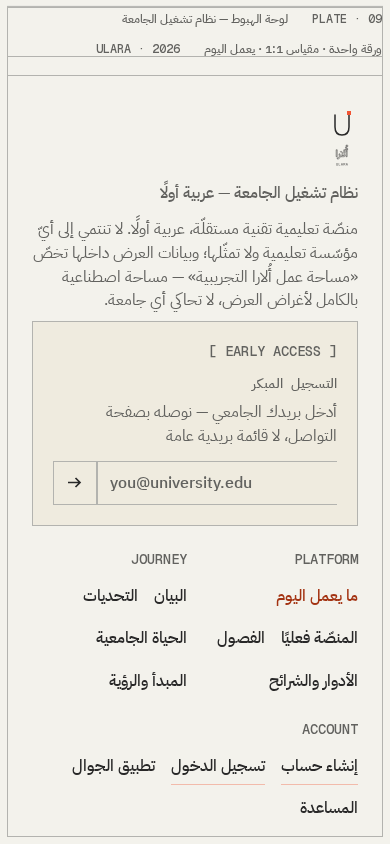 PLATE · 09 لوحة الهبوط — نظام تشغيل الجامعة
ورقة واحدة · مقياس 1:1 · يعمل اليوم ULARA · 2026
نظام تشغيل الجامعة — عربية أولًا
منصّة تعليمية تقنية مستقلّة، عربية أولًا. لا تنتمي إلى أيّ
مؤسّسة تعليمية ولا تمثّلها؛ وبيانات العرض داخلها تخصّ
«مساحة عمل أُلارا التجريبية» — مساحة اصطناعية
بالكامل لأغراض العرض، لا تحاكي أي جامعة.
[ EARLY ACCESS ]
التسجيل المبكر
أدخل بريدك الجامعي — نوصله بصفحة
التواصل، لا قائمة بريدية عامة
you@university.edu →
PLATFORM
ما يعمل اليوم
المنصّة فعليًا الفصول
الأدوار والشرائح
JOURNEY
البيان التحديات
الحياة الجامعية
المبدأ والرؤية
ACCOUNT
إنشاء حساب تسجيل الدخول تطبيق الجوال
المساعدة